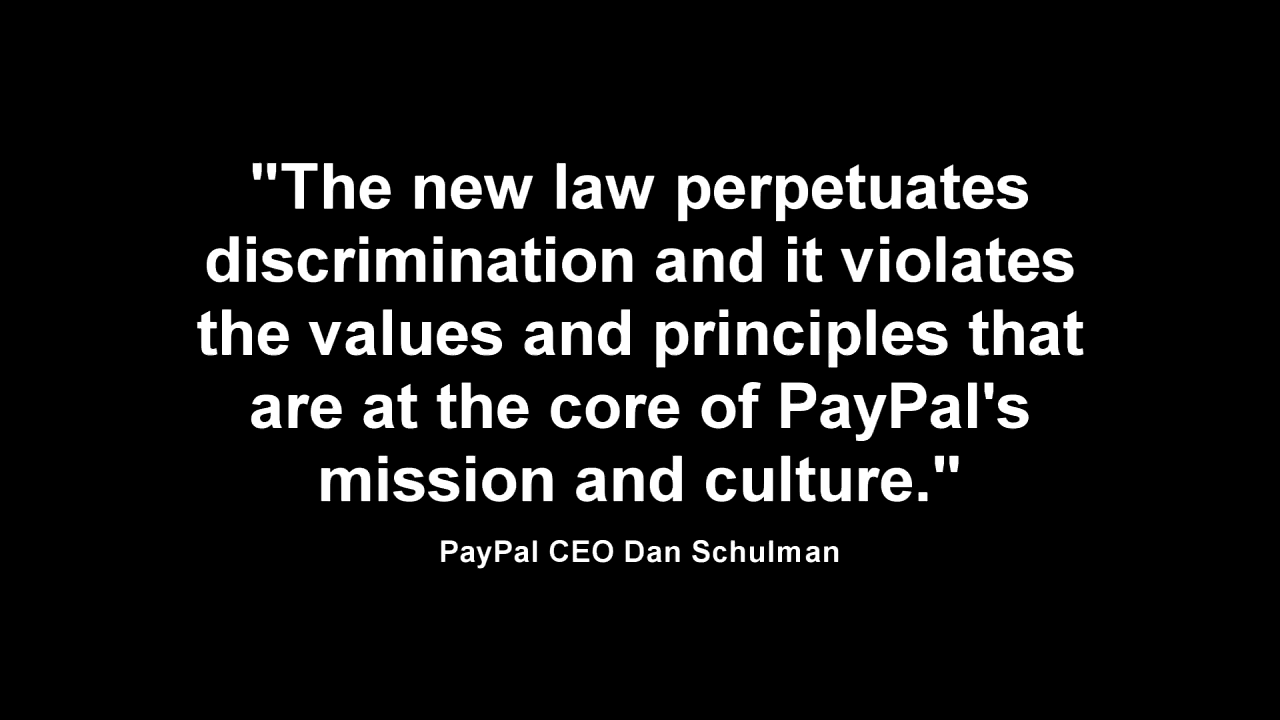 "The new law perpetuates
discrimination and it violates
the values and principles that
are at the core of PayPal's
mission and culture."
PayPal CEO Dan Schulman